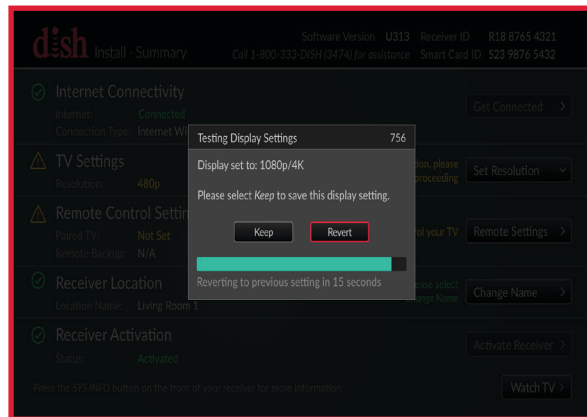 dish Install - Summary
Software Version U313 Receiver ID R18 8765 4321
Call 1-800-333-DISH (3474) for assistance Smart Card ID S23 9876 5432
Internet Connectivity
Internet: Connected
Connection Type: Internet Wi
Get Connected >
TV Settings
Resolution: 480p
on, please
proceeding
Set Resolution
Remote Control Settin
Paired TV: Not Set
Remote Backup: N/A
rol your TV
Remote Settings >
Receiver Location
Location Name: Living Room 1
ease select
Change Name
Change Name >
Receiver Activation
Status: Activated
Activate Receiver >
Press the SYS INFO button on the front of your receiver for more information
Watch TV >
Testing Display Settings 756
Display set to: 1080p/4K
Please select Keep to save this display setting.
Keep Revert
Reverting to previous setting in 15 seconds